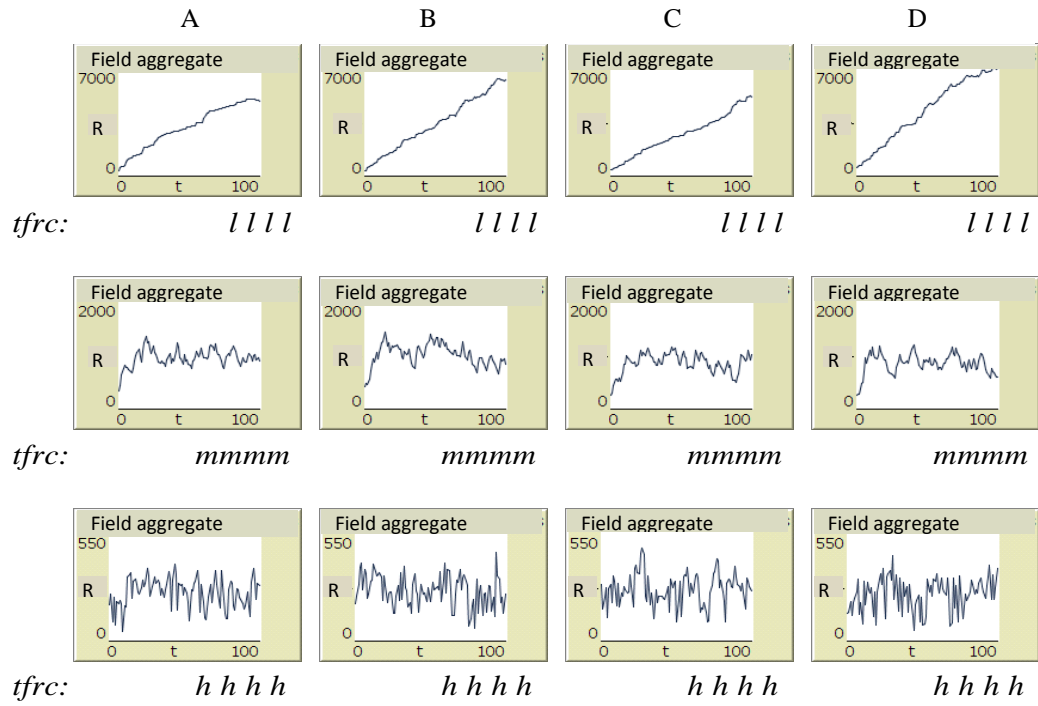 A B C D
Field aggregate Field aggregate Field aggregate Field aggregate
7000 7000 7000 7000
R R R R
0 0 0 0
0 t 100 0 t 100 0 t 100 0 t 100
tfrc: l l l l l l l l l l l l l l l l
Field aggregate Field aggregate Field aggregate Field aggregate
2000 2000 2000 2000
R R R R
0 0 0 0
0 t 100 0 t 100 0 t 100 0 t 100
tfrc: mmmm mmmm mmmm mmmm
Field aggregate Field aggregate Field aggregate Field aggregate
550 550 550 550
R R R R
0 0 0 0
0 t 100 0 t 100 0 t 100 0 t 100
tfrc: h h h h h h h h h h h h h h h h